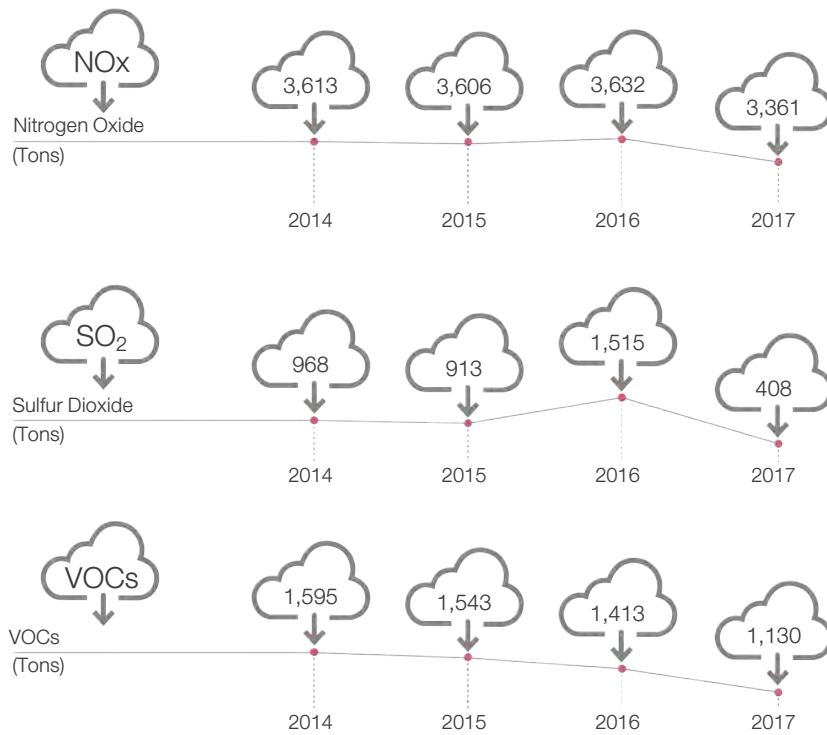 NOx
3,613 3,606 3,632 3,361
Nitrogen Oxide
(Tons)
2014 2015 2016 2017
SO₂
968 913 1,515 408
Sulfur Dioxide
(Tons)
2014 2015 2016 2017
VOCs
1,595 1,543 1,413 1,130
VOCs
(Tons)
2014 2015 2016 2017